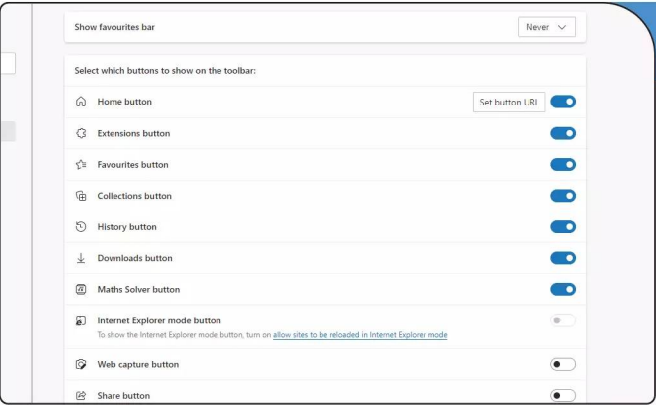 Show favourites bar
Never
Select which buttons to show on the toolbar:
Home button
Set button URL
Extensions button
Favourites button
Collections button
History button
Downloads button
Maths Solver button
Internet Explorer mode button
To show the Internet Explorer mode button, turn on allow sites to be reloaded in Internet Explorer mode
Web capture button
Share button